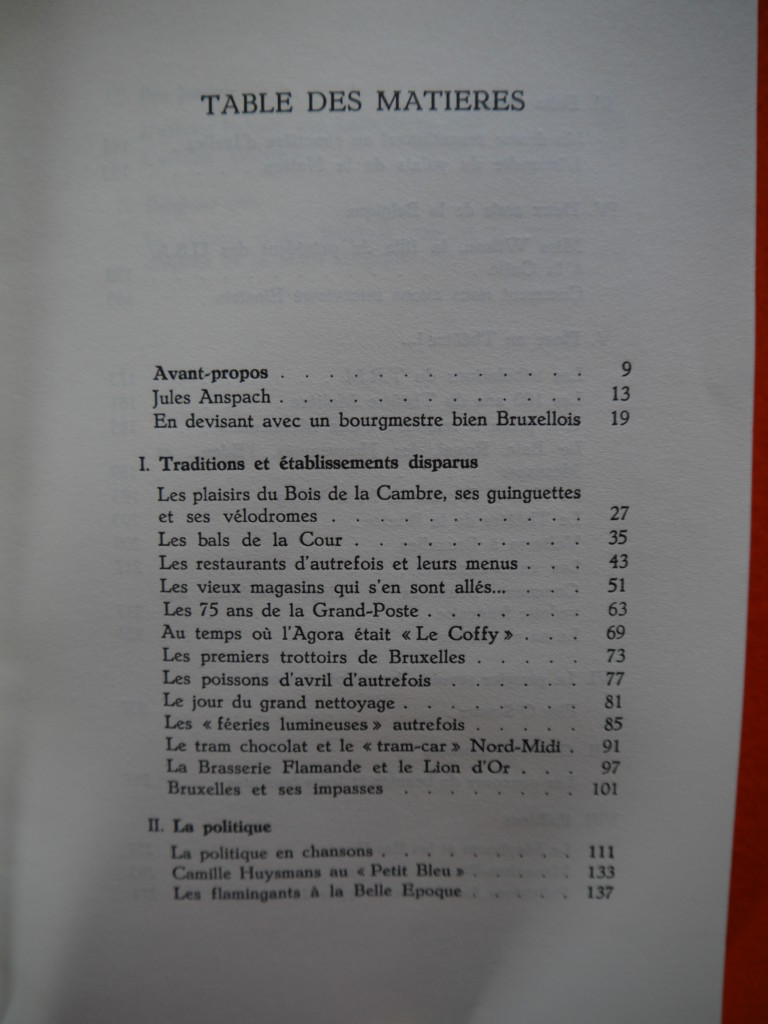 TABLE DES MATIERES
Avant-propos . . . . . . . . . . . . . 9
Jules Anspach . . . . . . . . . . . . . 13
En devisant avec un bourgmestre bien Bruxellois 19
I. Traditions et établissements disparus
Les plaisirs du Bois de la Cambre, ses guinguettes
et ses vélodromes . . . . . . . . . . . 27
Les bals de la Cour . . . . . . . . . . 35
Les restaurants d'autrefois et leurs menus . . . 43
Les vieux magasins qui s'en sont allés... . . . 51
Les 75 ans de la Grand-Poste . . . . . . . 63
Au temps où l'Agora était « Le Coffy » . . . 69
Les premiers trottoirs de Bruxelles . . . . . 73
Les poissons d'avril d'autrefois . . . . . . 77
Le jour du grand nettoyage . . . . . . . . 81
Les « féeries lumineuses » autrefois . . . . . 85
Le tram chocolat et le « tram-car » Nord-Midi . 91
La Brasserie Flamande et le Lion d'Or . . . 97
Bruxelles et ses impasses . . . . . . . . 101
II. La politique
La politique en chansons . . . . . . . . . 111
Camille Huysmans au « Petit Bleu » . . . . . 133
Les flamingants à la Belle Epoque . . . . . 137